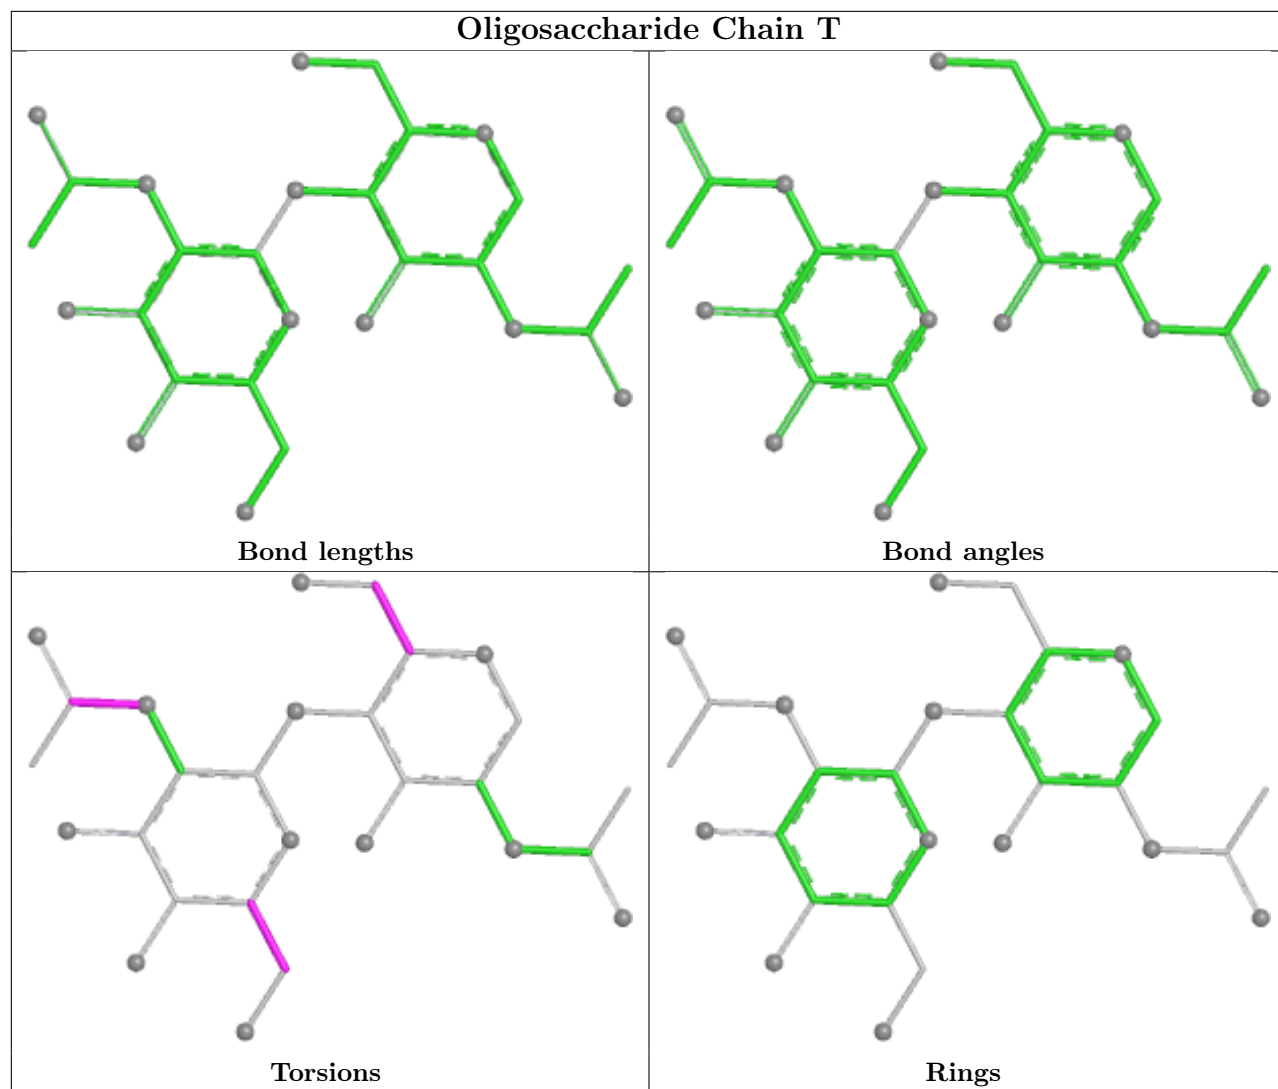 Oligosaccharide Chain T
Bond lengths
Bond angles
Torsions
Rings